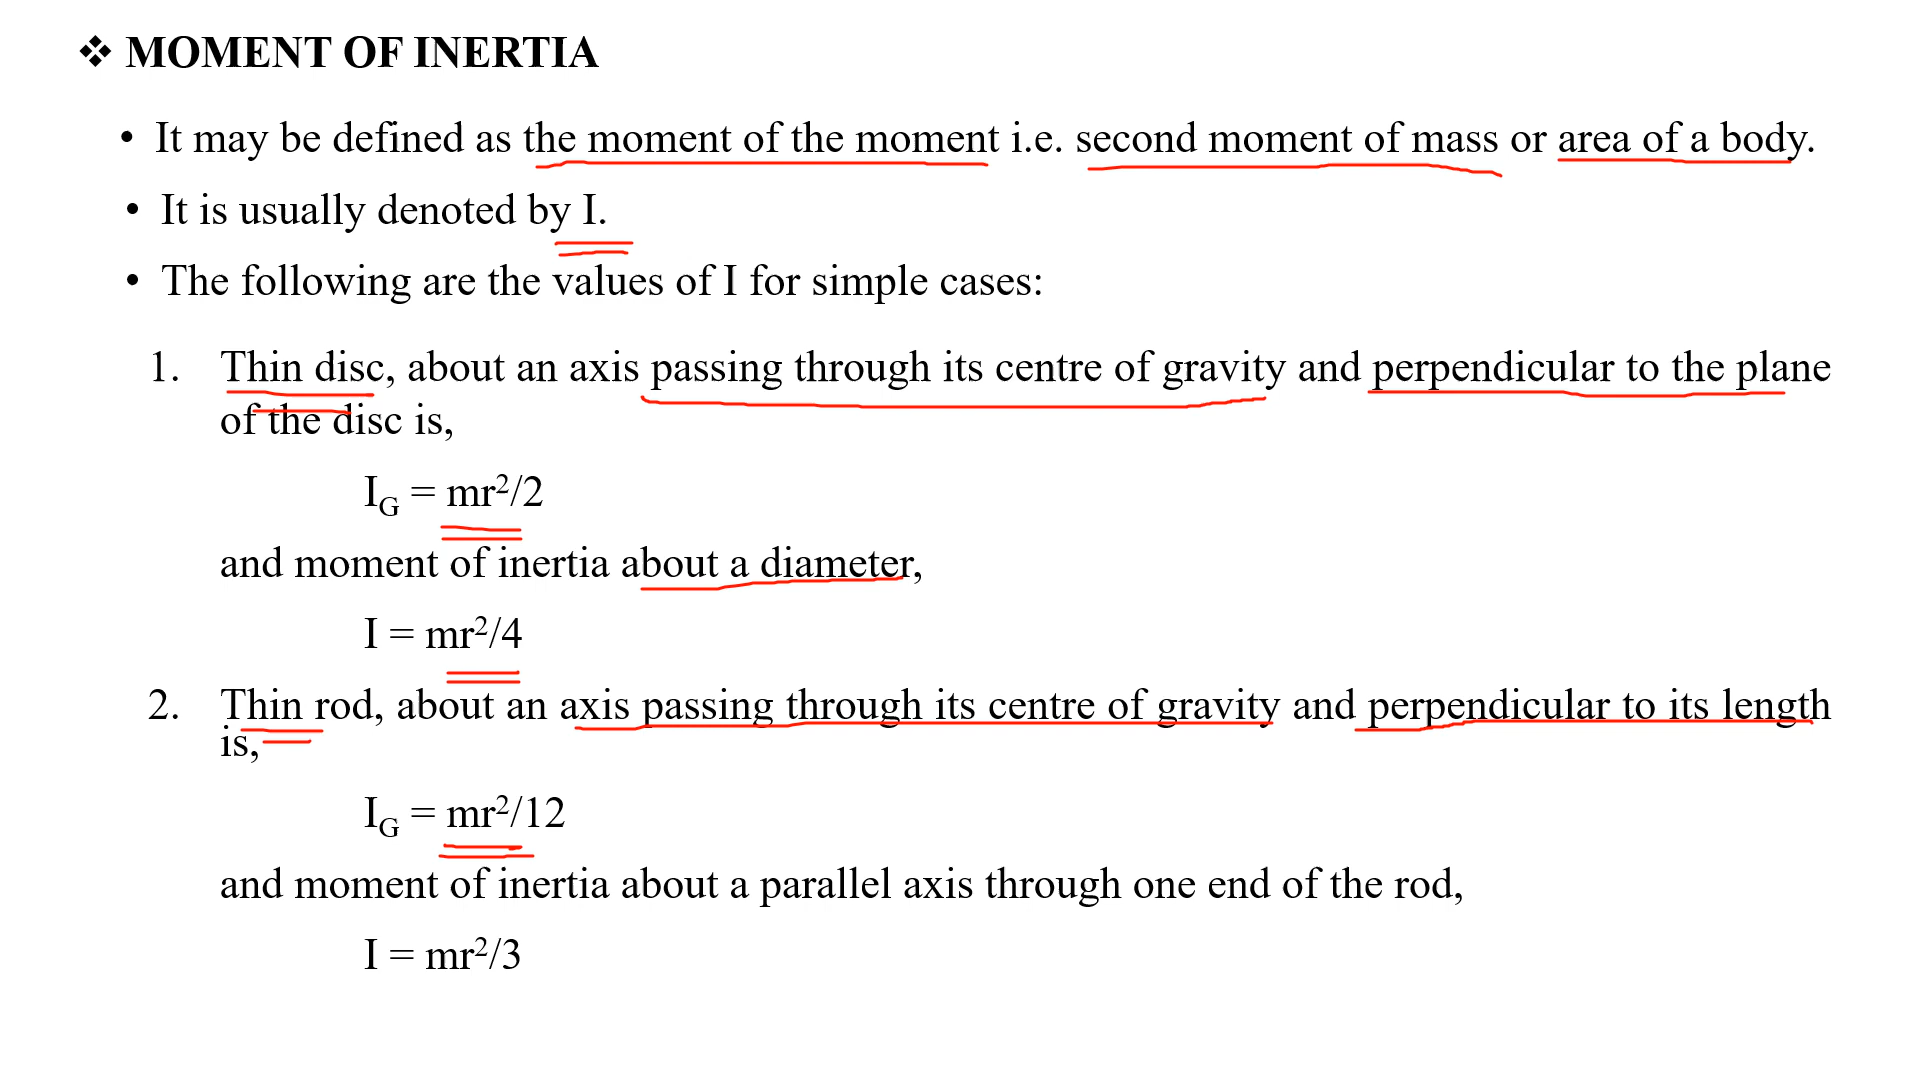 ❖ MOMENT OF INERTIA
• It may be defined as the moment of the moment i.e. second moment of mass or area of a body.
• It is usually denoted by I.
• The following are the values of I for simple cases:
1. Thin disc, about an axis passing through its centre of gravity and perpendicular to the plane
of the disc is,
I_G = mr²/2
and moment of inertia about a diameter,
I = mr²/4
2. Thin rod, about an axis passing through its centre of gravity and perpendicular to its length
is,
I_G = mr²/12
and moment of inertia about a parallel axis through one end of the rod,
I = mr²/3